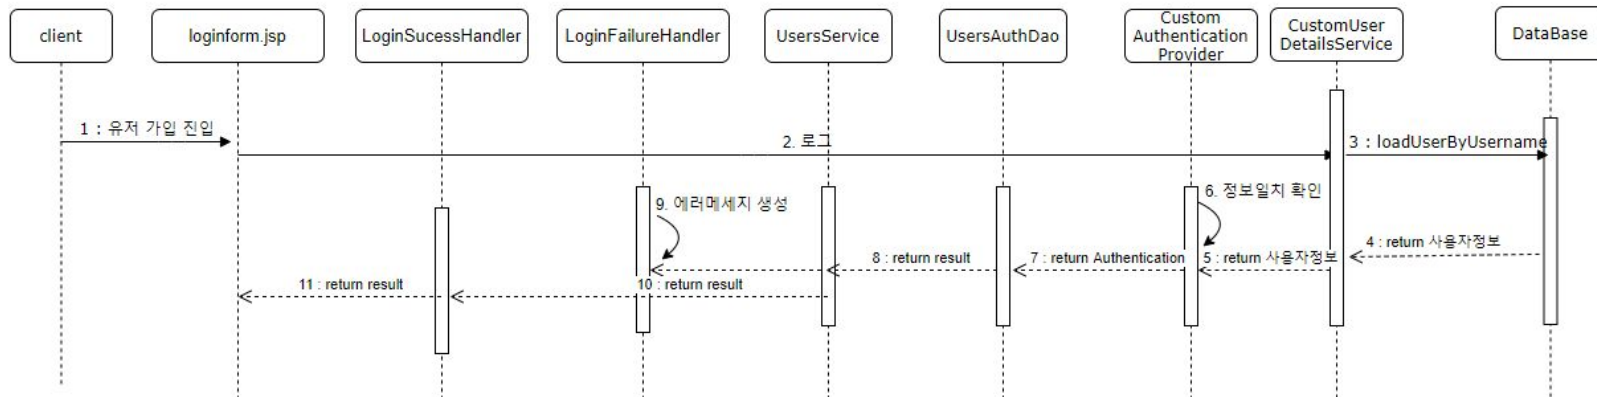 client
loginform.jsp
LoginSucessHandler
LoginFailureHandler
UsersService
UsersAuthDao
Custom
Authentication
Provider
CustomUser
DetailsService
DataBase
1 : 유저 가입 진입
2. 로그
3 : loadUserByUsername
9. 에러메세지 생성
6. 정보일치 확인
4 : return 사용자정보
5 : return 사용자정보
7 : return Authentication
8 : return result
10 : return result
11 : return result